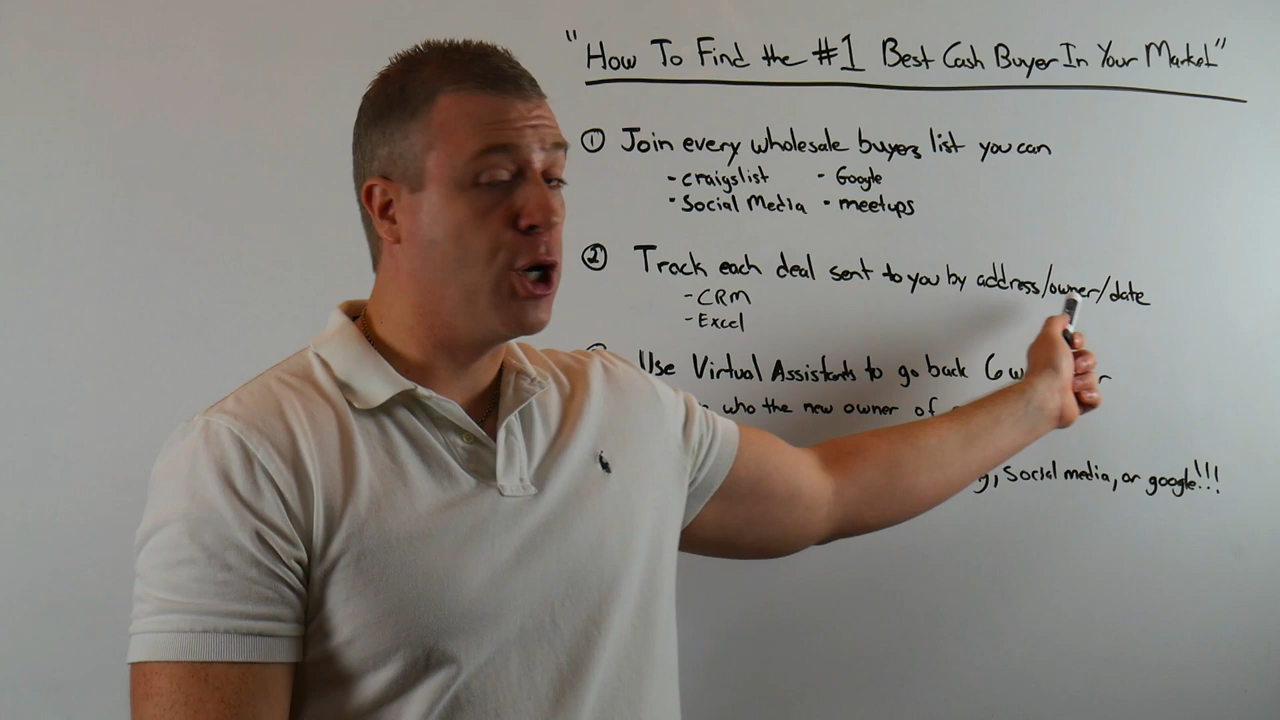 "How To Find the #1 Best Cash Buyer In Your Market"
① Join every wholesale buyers list you can
- craigslist - Google
- Social Media - meetups
② Track each deal sent to you by address/owner/date
- CRM
- Excel
Use Virtual Assistants to go back 6
who the new owner of
, Social media, or google!!!